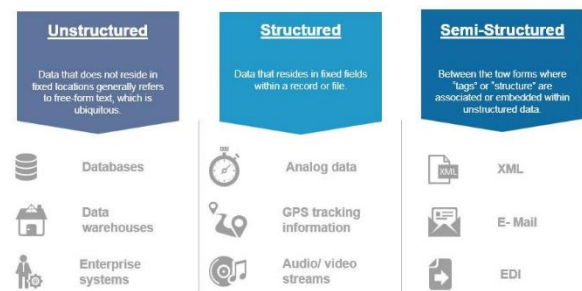 Unstructured
Data that does not reside in
fixed locations generally refers
to free-form text, which is
ubiquitous.
Databases
Data
warehouses
Enterprise
systems
Structured
Data that resides in fixed fields
within a record or file.
Analog data
GPS tracking
information
Audio/ video
streams
Semi-Structured
Between the tow forms where
"tags" or "structure" are
associated or embedded within
unstructured data.
XML
XML
E- Mail
EDI